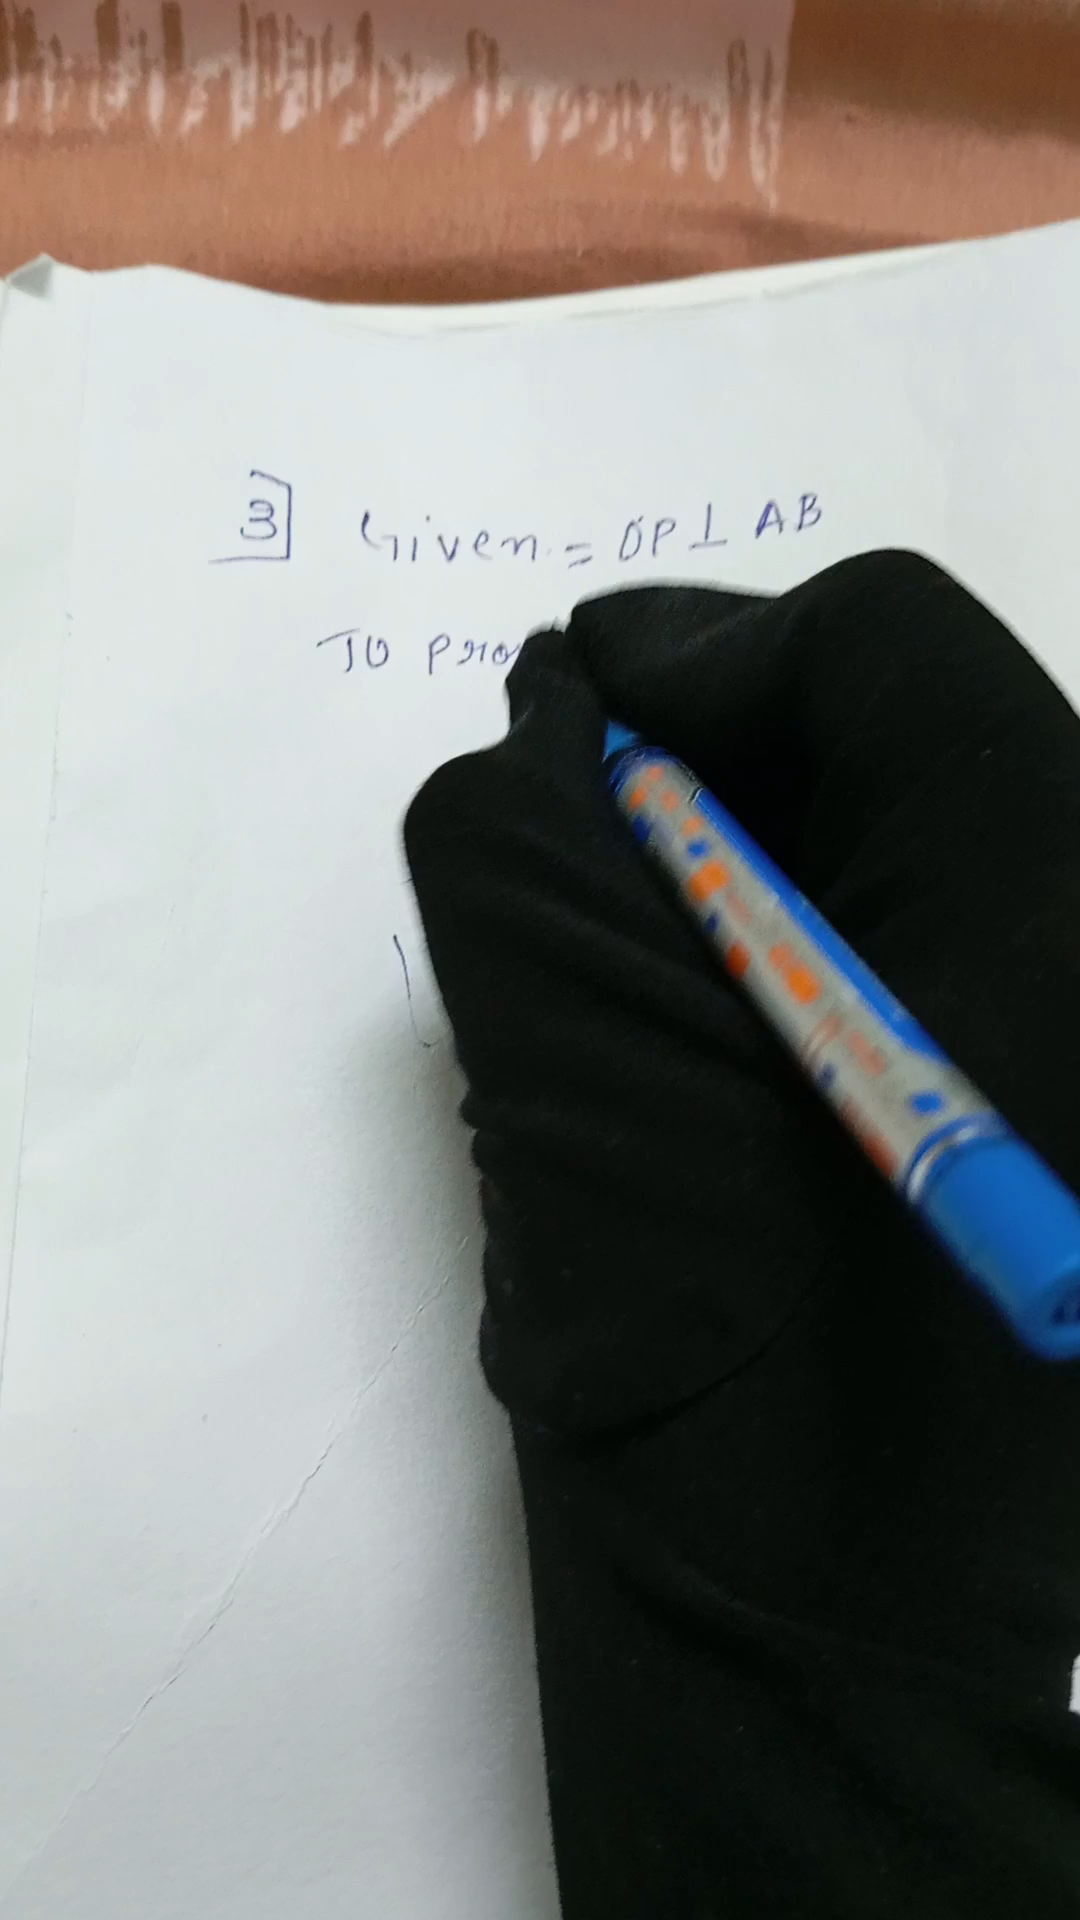 3 Given = OP ⊥ AB
To pro